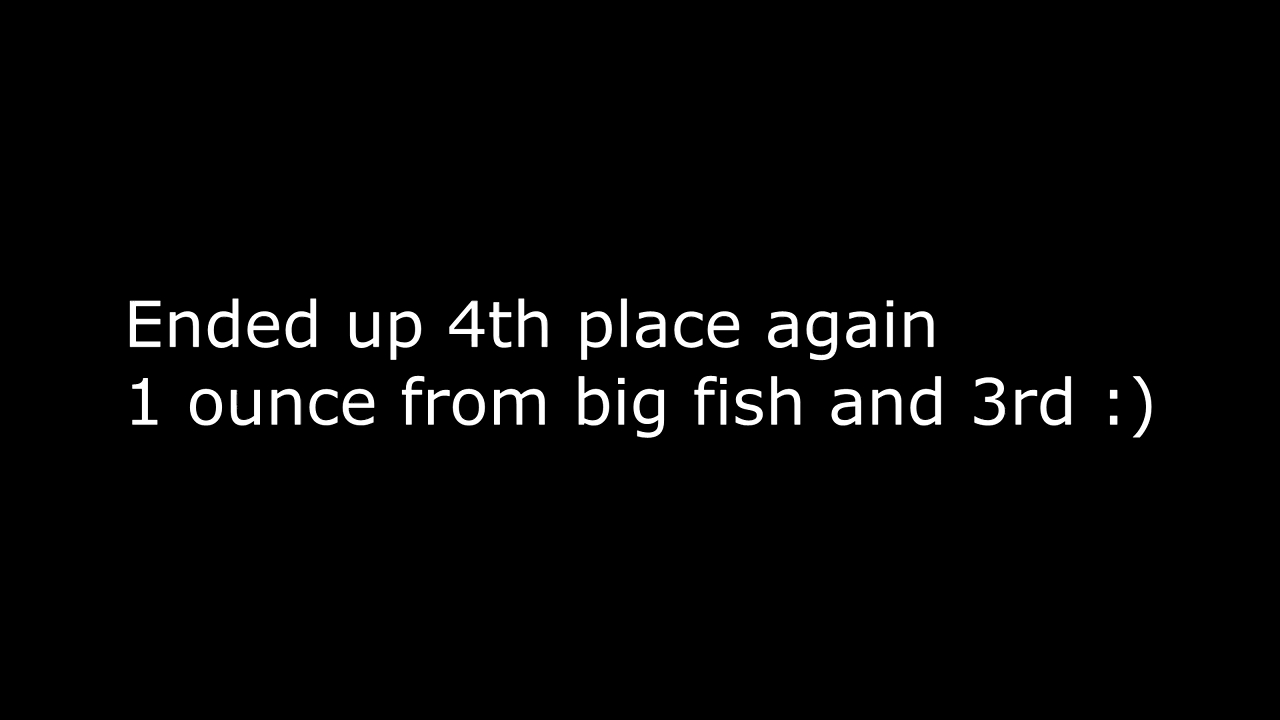 Ended up 4th place again
1 ounce from big fish and 3rd :)